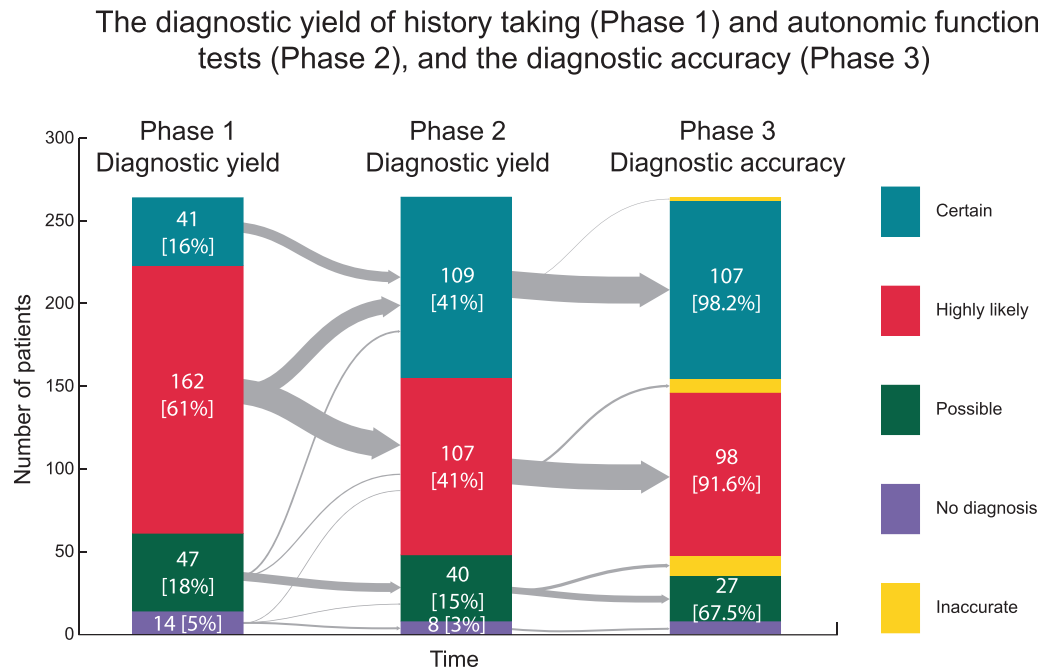 The diagnostic yield of history taking (Phase 1) and autonomic function
tests (Phase 2), and the diagnostic accuracy (Phase 3)
Phase 1
Diagnostic yield
Phase 2
Diagnostic yield
Phase 3
Diagnostic accuracy
Number of patients
300
250
200
150
100
50
0
41
[16%]
162
[61%]
47
[18%]
14 [5%]
109
[41%]
107
[41%]
40
[15%]
8 [3%]
107
[98.2%]
98
[91.6%]
27
[67.5%]
Time
Certain
Highly likely
Possible
No diagnosis
Inaccurate